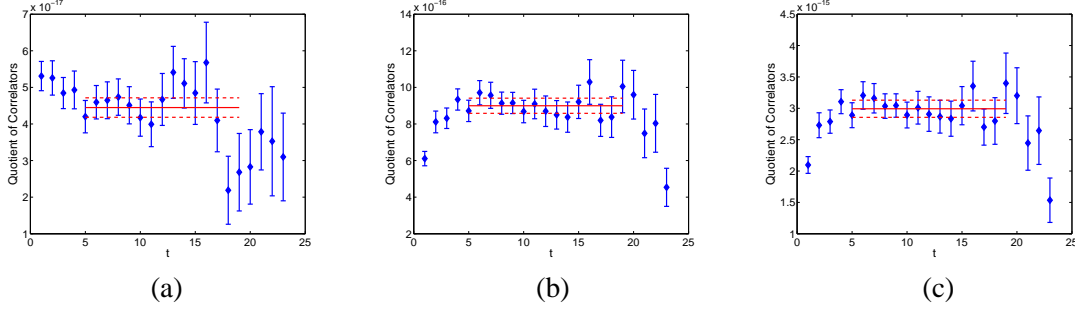 x 10⁻¹⁷
7
6
5
4
3
2
1
0 5 10 15 20 25
Quotient of Correlators
t
(a)
x 10⁻¹⁶
14
12
10
8
6
4
2
0 5 10 15 20 25
Quotient of Correlators
t
(b)
x 10⁻¹⁵
4.5
4
3.5
3
2.5
2
1.5
1
0 5 10 15 20 25
Quotient of Correlators
t
(c)